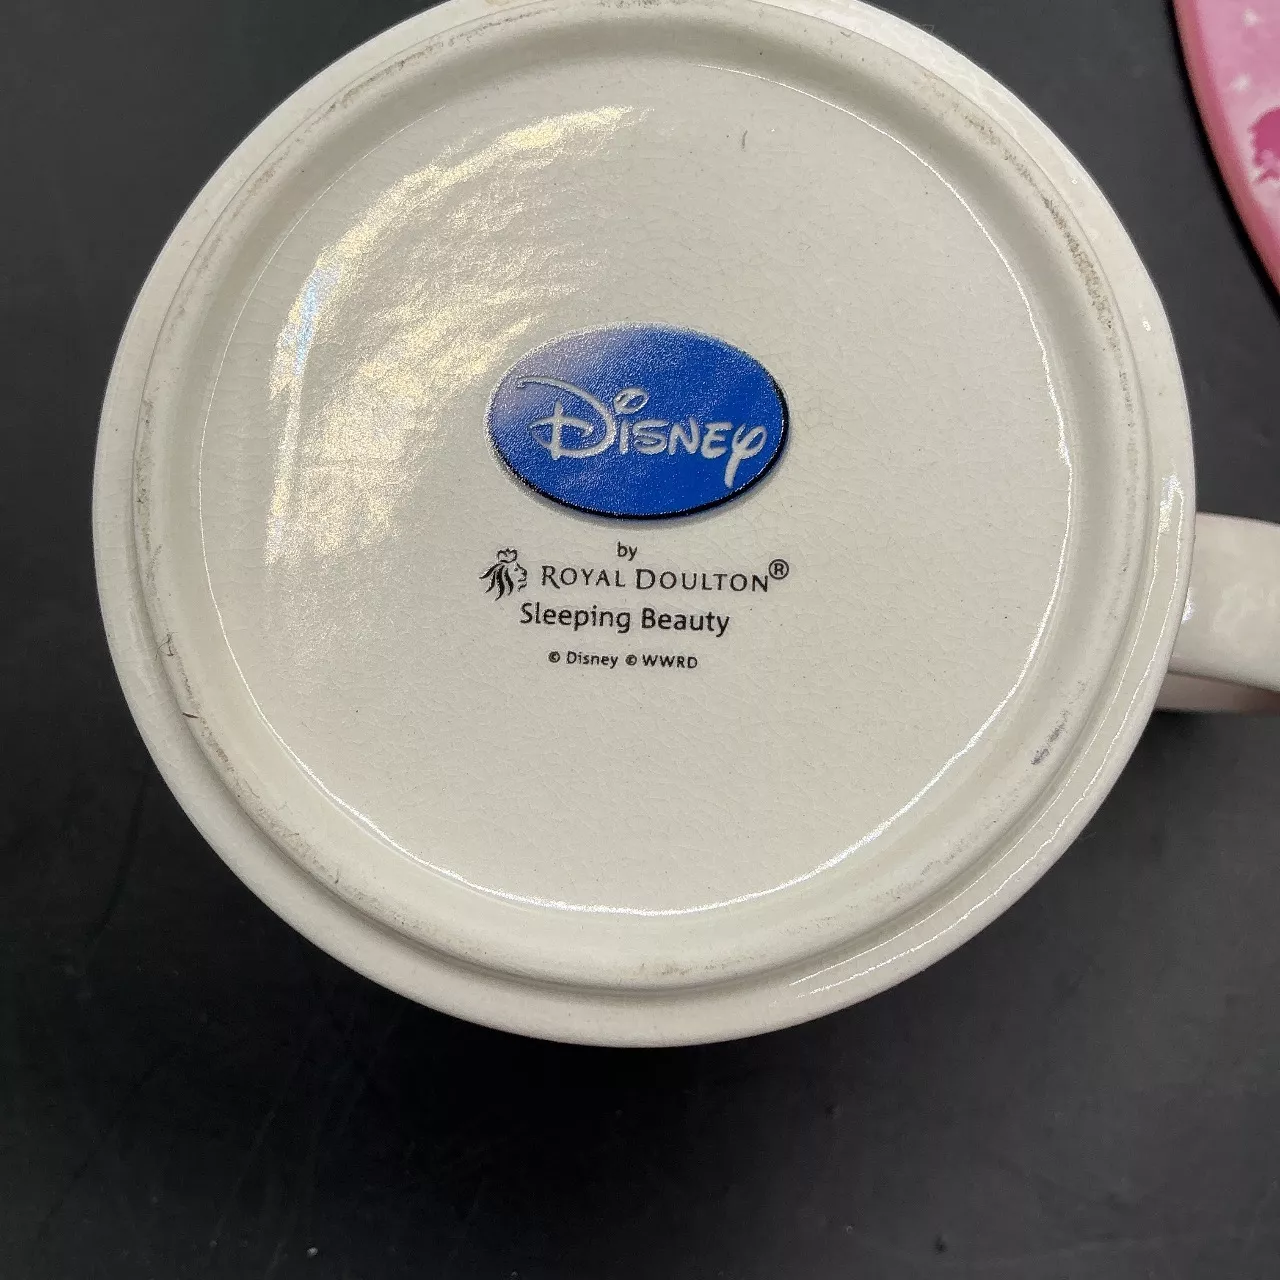 Disney
by
ROYAL DOULTON®
Sleeping Beauty
© Disney © WWRD